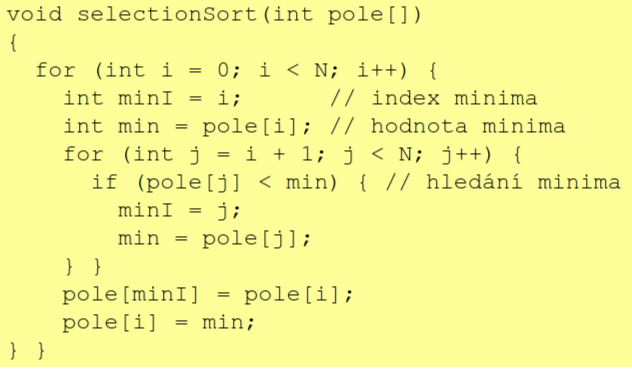 void selectionSort(int pole[])
{
  for (int i = 0; i < N; i++) {
    int minI = i;      // index minima
    int min = pole[i]; // hodnota minima
    for (int j = i + 1; j < N; j++) {
      if (pole[j] < min) { // hledání minima
        minI = j;
        min = pole[j];
    } }
    pole[minI] = pole[i];
    pole[i] = min;
} }